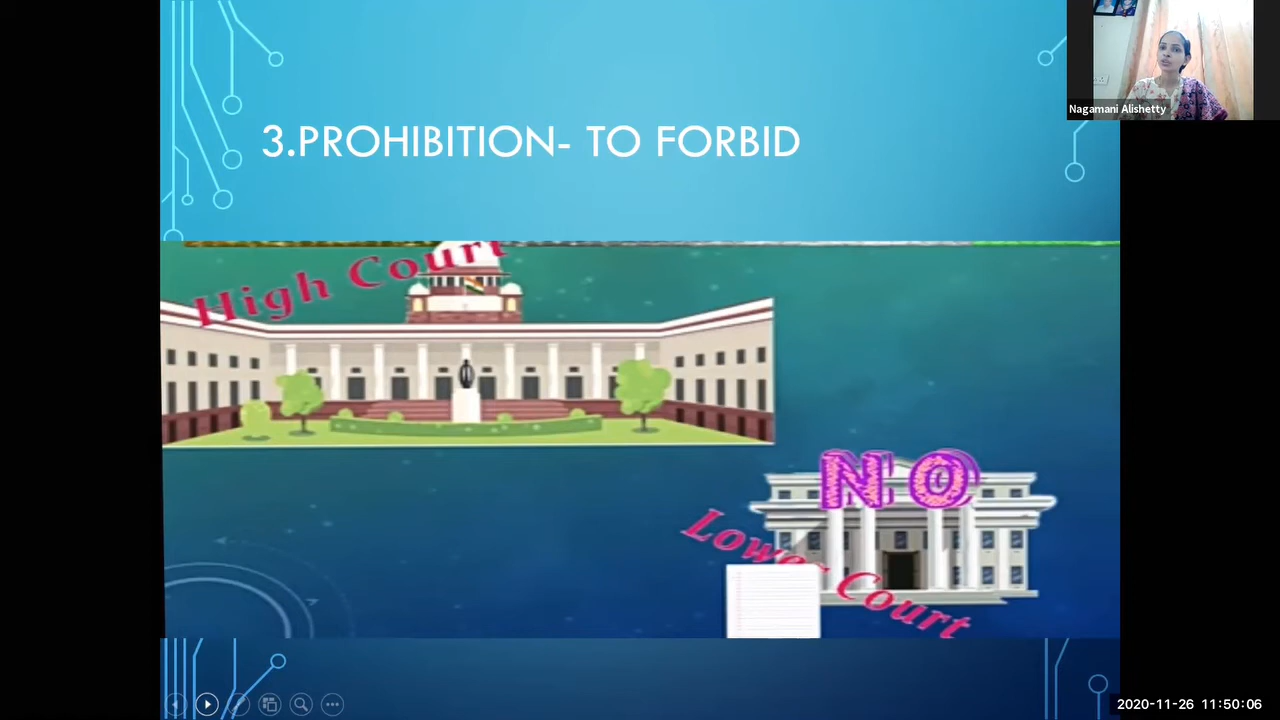 Nagamani Alishetty
3.PROHIBITION- TO FORBID
High Court
NO
Lower Court
2020-11-26 11:50:06